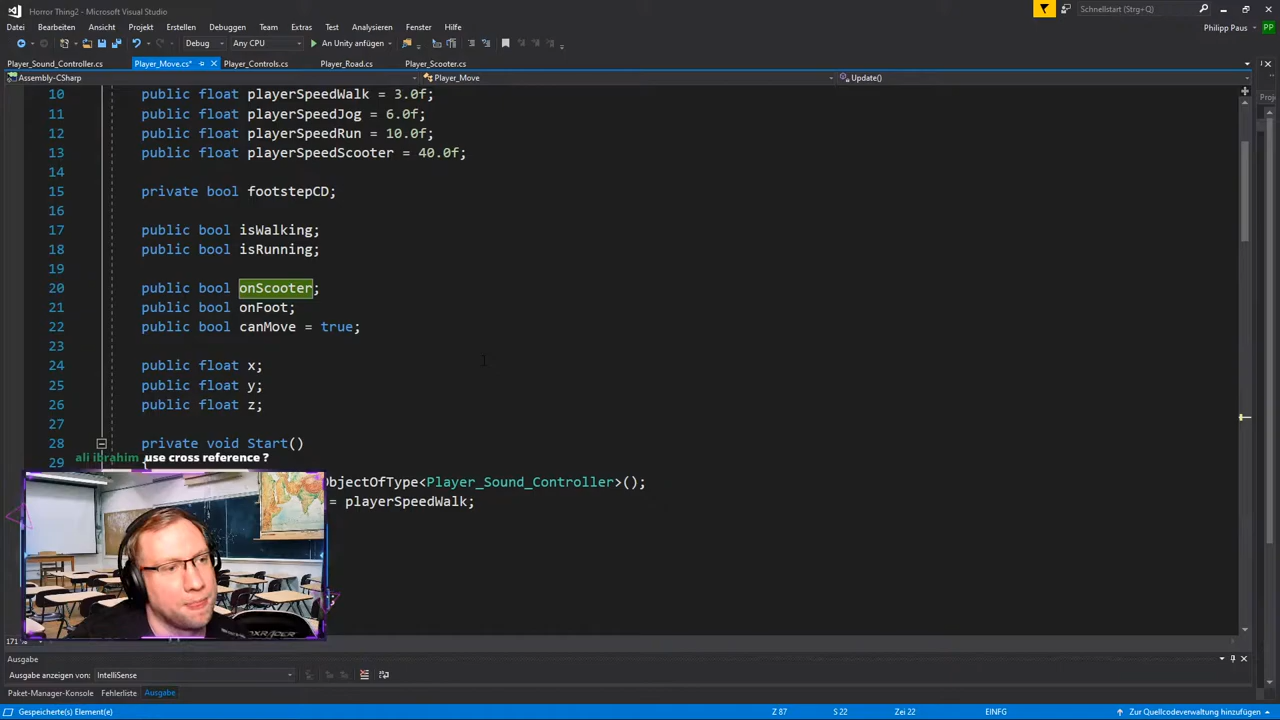 Horror Thing2 - Microsoft Visual Studio
Schnellstart (Strg+Q)
Datei Bearbeiten Ansicht Projekt Erstellen Debuggen Team Extras Test Analysieren Fenster Hilfe
Philipp Paus PP
Debug Any CPU An Unity anfügen
Player_Sound_Controller.cs Player_Move.cs* Player_Controls.cs Player_Road.cs Player_Scooter.cs
Assembly-CSharp Player_Move Update()
Proje
10 public float playerSpeedWalk = 3.0f;
11 public float playerSpeedJog = 6.0f;
12 public float playerSpeedRun = 10.0f;
13 public float playerSpeedScooter = 40.0f;
14
15 private bool footstepCD;
16
17 public bool isWalking;
18 public bool isRunning;
19
20 public bool onScooter;
21 public bool onFoot;
22 public bool canMove = true;
23
24 public float x;
25 public float y;
26 public float z;
27
28 private void Start()
ali ibrahim use cross reference ?
29 {
ObjectOfType<Player_Sound_Controller>();
= playerSpeedWalk;
;
DXRACER
171 %
Ausgabe
Ausgabe anzeigen von: IntelliSense
Paket-Manager-Konsole Fehlerliste Ausgabe
Gespeicherte(s) Element(e) Z 87 S 22 Zei 22 EINFG Zur Quellcodeverwaltung hinzufügen